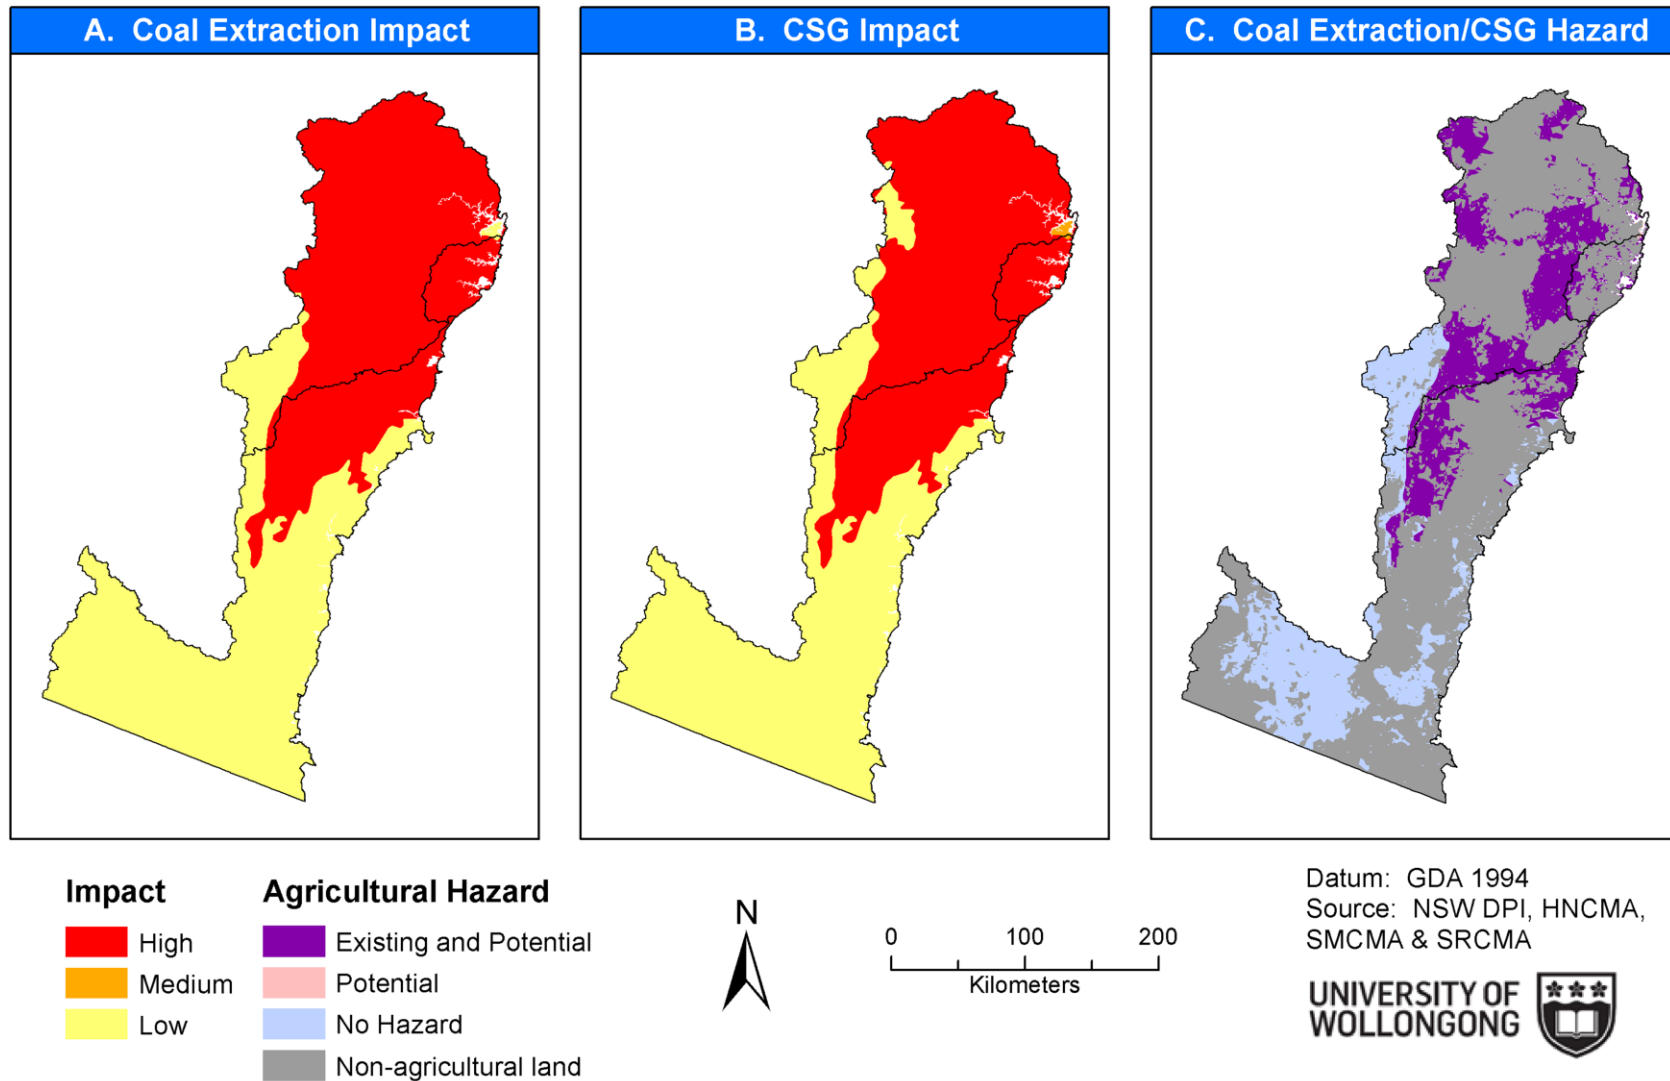 A. Coal Extraction Impact
B. CSG Impact
C. Coal Extraction/CSG Hazard
Impact
High
Medium
Low
Agricultural Hazard
Existing and Potential
Potential
No Hazard
Non-agricultural land
N
0 100 200
Kilometers
Datum: GDA 1994
Source: NSW DPI, HNCMA,
SMCMA & SRCMA
UNIVERSITY OF
WOLLONGONG